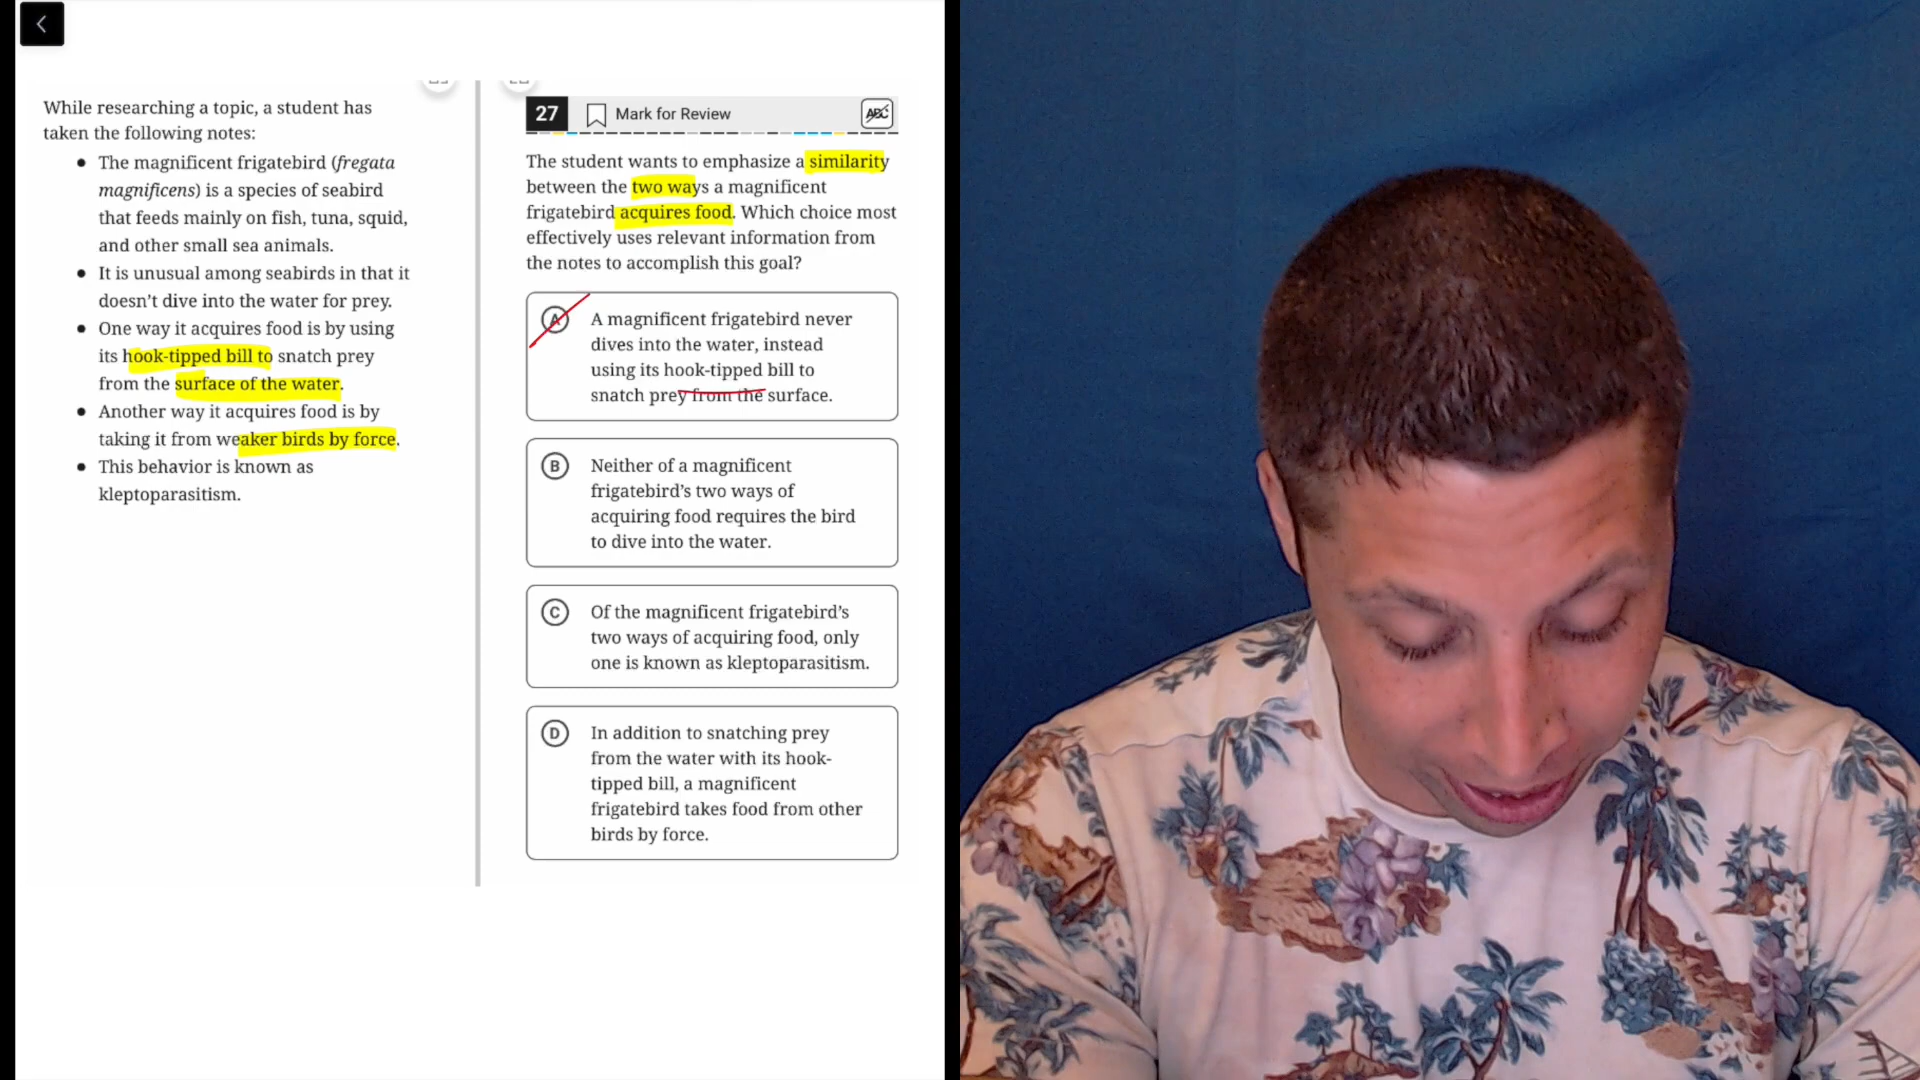 While researching a topic, a student has
taken the following notes:
• The magnificent frigatebird (fregata
magnificens) is a species of seabird
that feeds mainly on fish, tuna, squid,
and other small sea animals.
• It is unusual among seabirds in that it
doesn't dive into the water for prey.
• One way it acquires food is by using
its hook-tipped bill to snatch prey
from the surface of the water.
• Another way it acquires food is by
taking it from weaker birds by force.
• This behavior is known as
kleptoparasitism.
27 Mark for Review ABC
The student wants to emphasize a similarity
between the two ways a magnificent
frigatebird acquires food. Which choice most
effectively uses relevant information from
the notes to accomplish this goal?
A A magnificent frigatebird never
dives into the water, instead
using its hook-tipped bill to
snatch prey from the surface.
B Neither of a magnificent
frigatebird's two ways of
acquiring food requires the bird
to dive into the water.
C Of the magnificent frigatebird's
two ways of acquiring food, only
one is known as kleptoparasitism.
D In addition to snatching prey
from the water with its hook-
tipped bill, a magnificent
frigatebird takes food from other
birds by force.